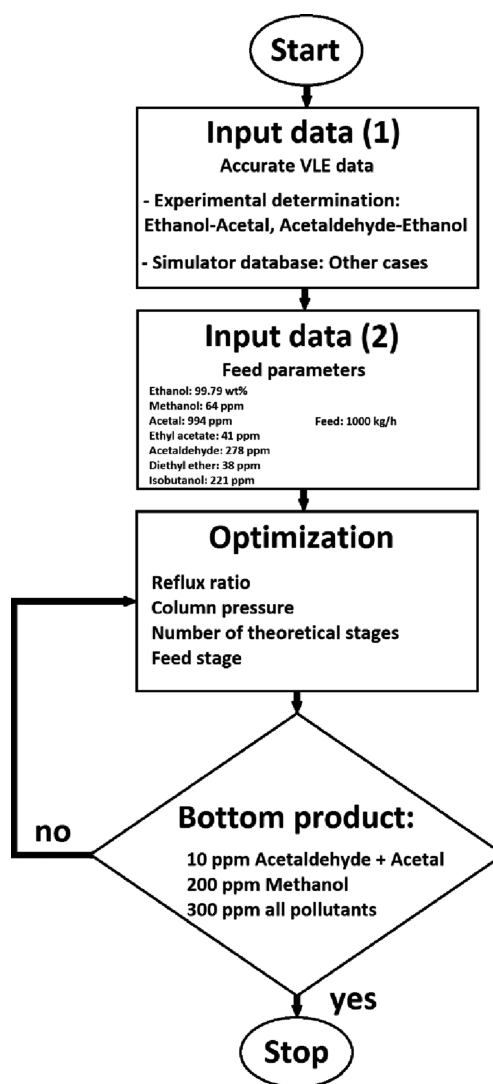 Start
Input data (1)
Accurate VLE data
- Experimental determination:
Ethanol-Acetal, Acetaldehyde-Ethanol
- Simulator database: Other cases
Input data (2)
Feed parameters
Ethanol: 99.79 wt%
Methanol: 64 ppm
Acetal: 994 ppm
Feed: 1000 kg/h
Ethyl acetate: 41 ppm
Acetaldehyde: 278 ppm
Diethyl ether: 38 ppm
Isobutanol: 221 ppm
Optimization
Reflux ratio
Column pressure
Number of theoretical stages
Feed stage
no
Bottom product:
10 ppm Acetaldehyde + Acetal
200 ppm Methanol
300 ppm all pollutants
yes
Stop